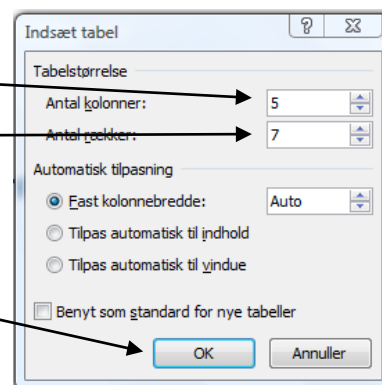 Indsæt tabel
Tabelstørrelse
Antal kolonner: 5
Antal rækker: 7
Automatisk tilpasning
Fast kolonnebredde: Auto
Tilpas automatisk til indhold
Tilpas automatisk til vindue
Benyt som standard for nye tabeller
OK Annuller